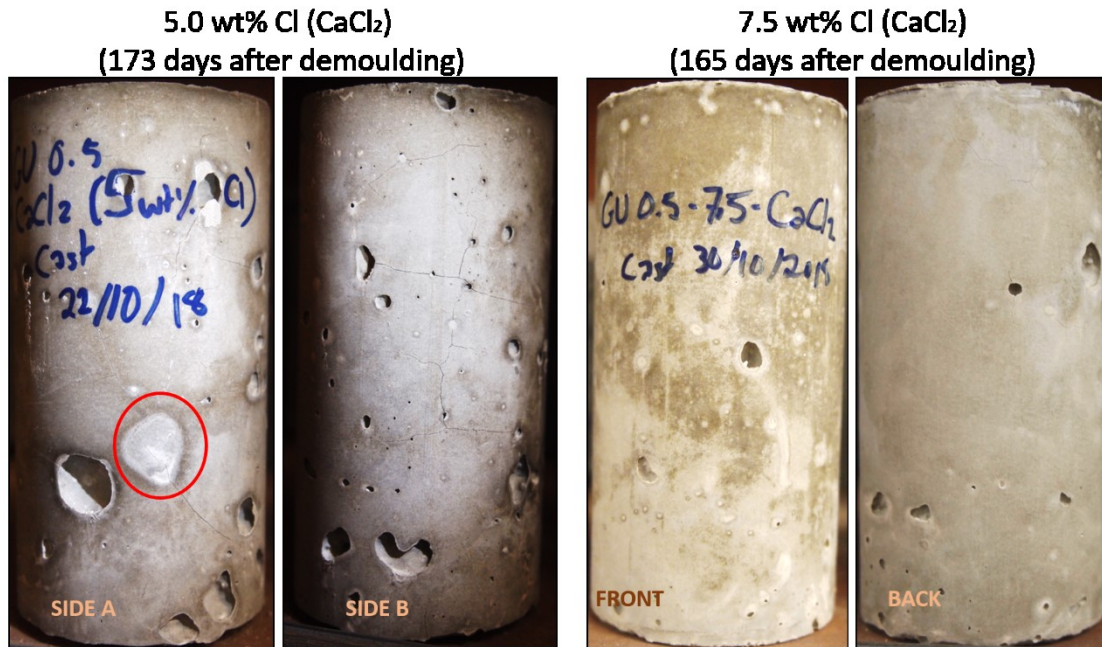 5.0 wt% Cl (CaCl₂)
(173 days after demoulding)
7.5 wt% Cl (CaCl₂)
(165 days after demoulding)
GU 0.5
CaCl2 (5wt% Cl)
Cast
22/10/18
SIDE A
SIDE B
GU 0.5-7.5-CaCl2
Cast 30/10/2018
FRONT
BACK